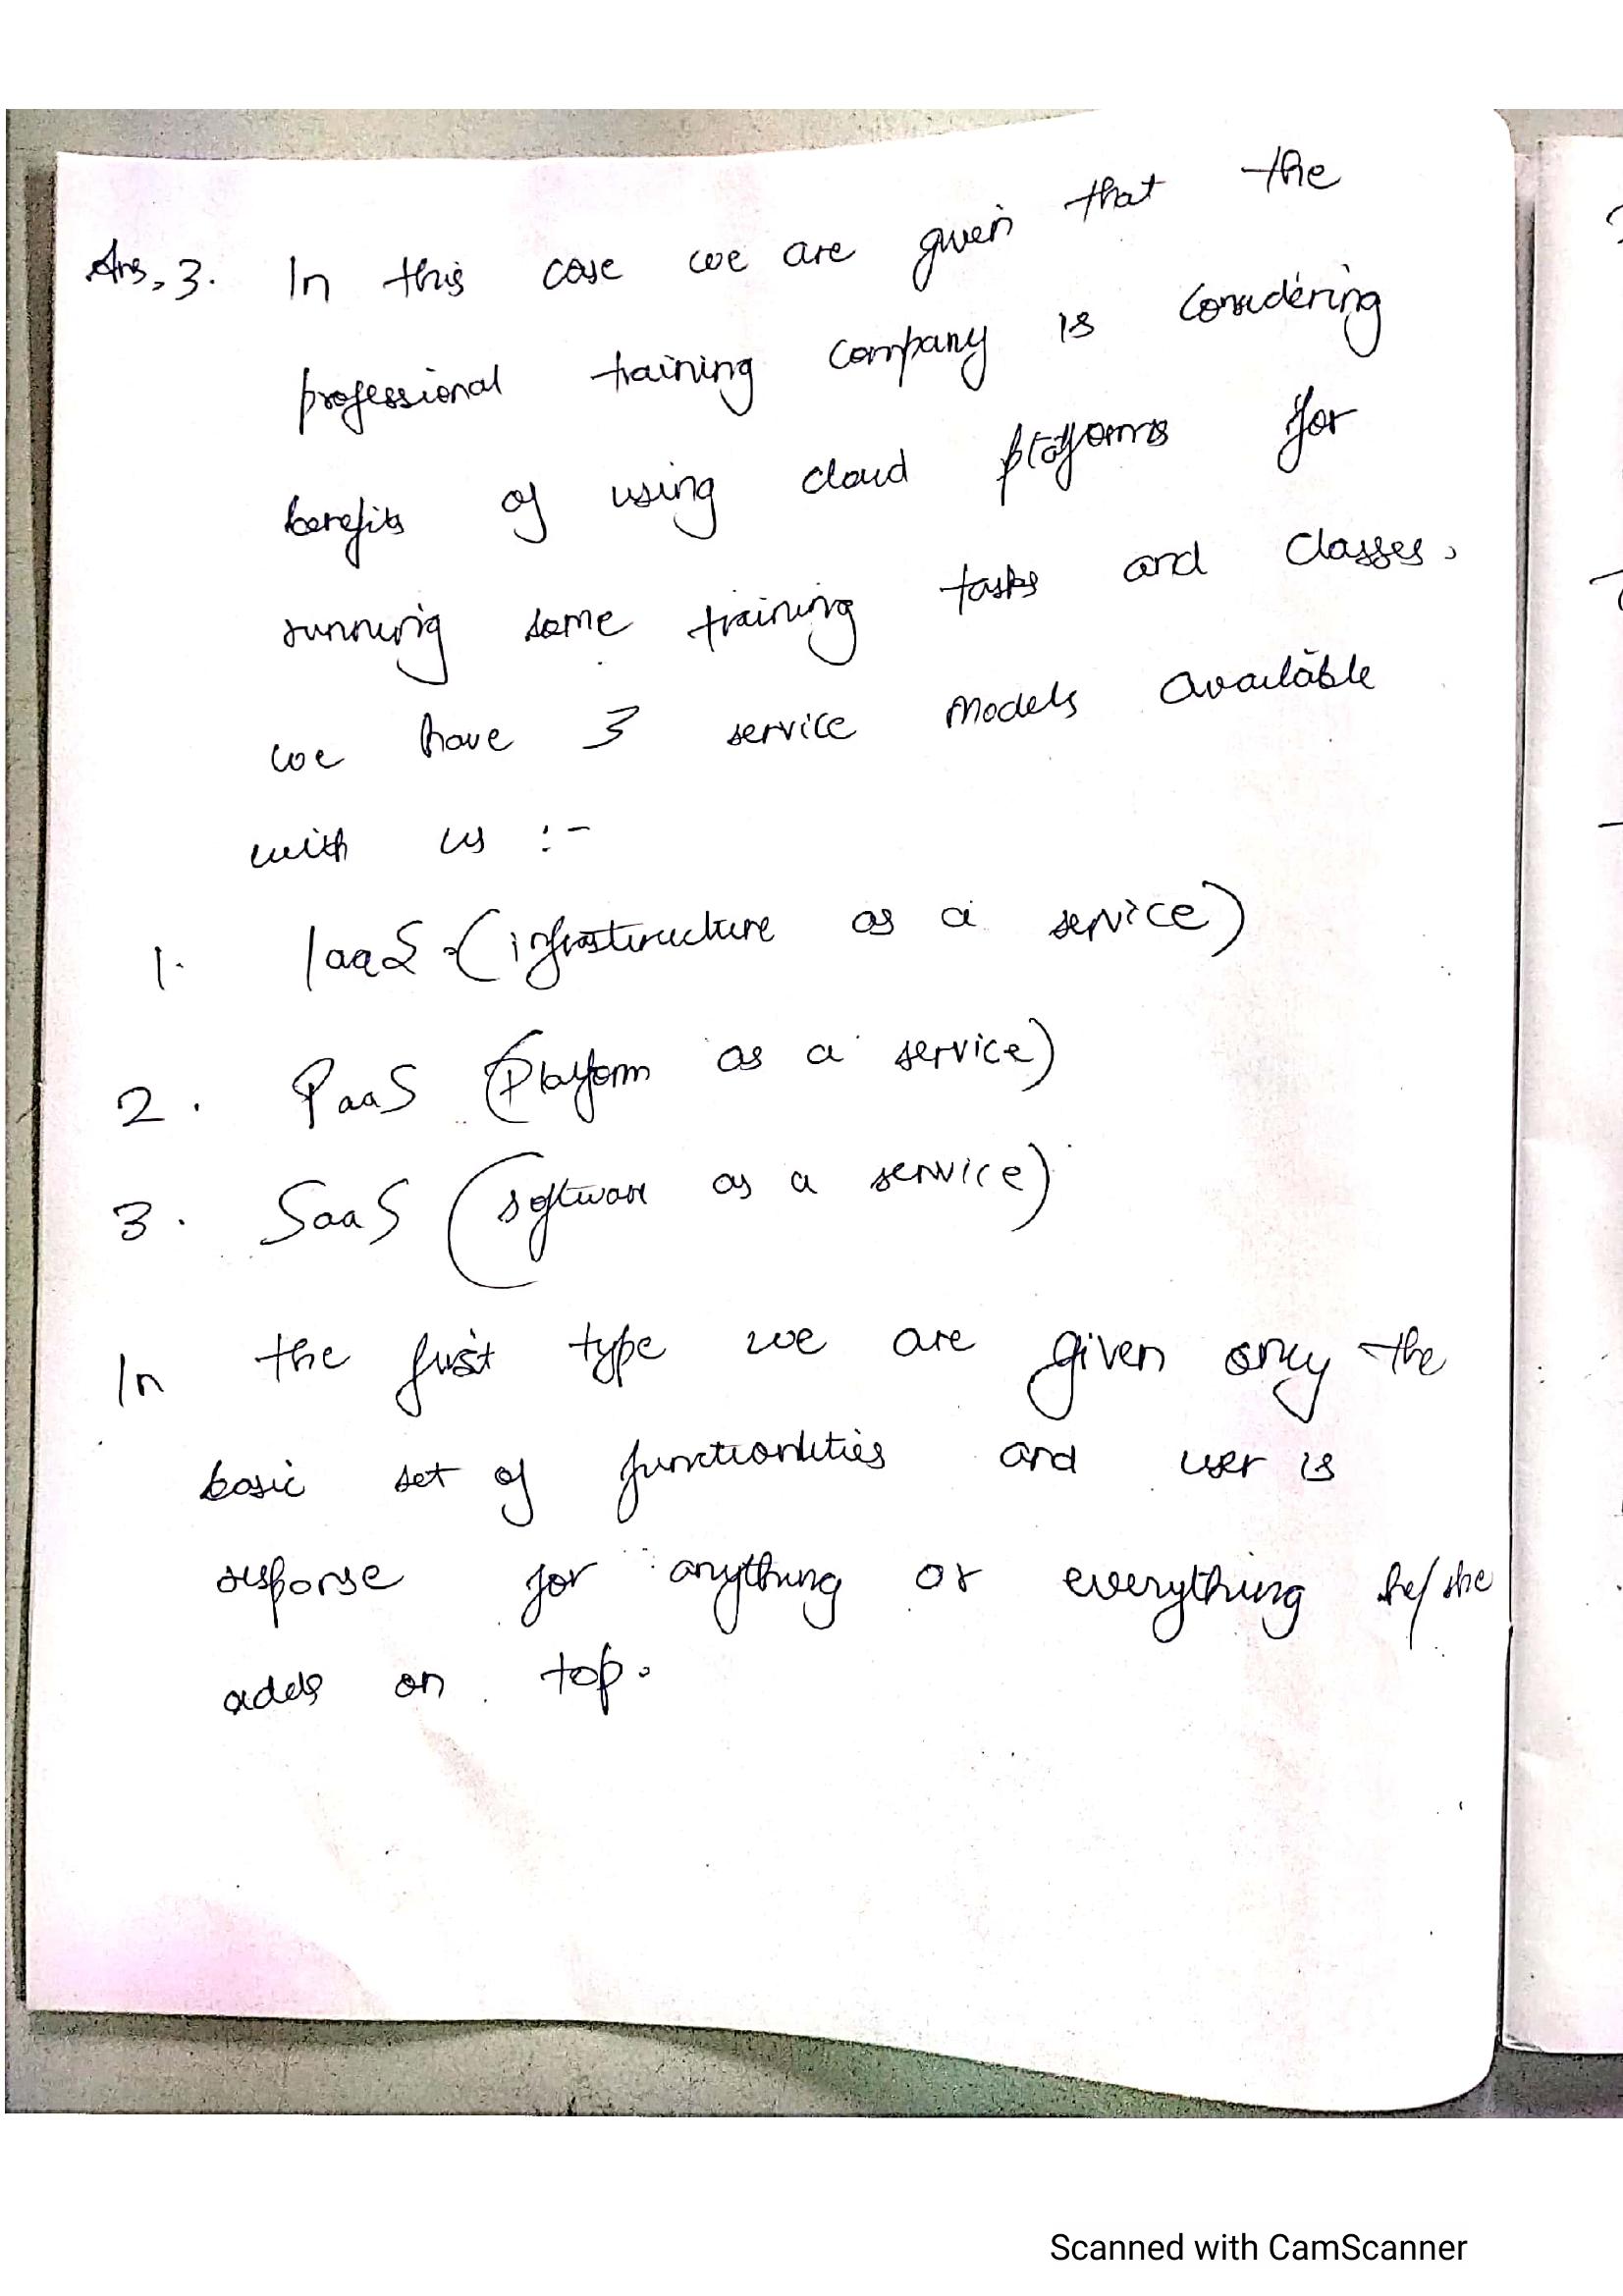 Ans. 3. In this case we are given that the
professional training company is considering
benefits of using cloud platforms for
running some training tasks and classes.
we have 3 service models available
with us :-
1. IaaS (infrastructure as a service)
2. PaaS (Platform as a service)
3. SaaS (software as a service)
In the first type we are given only the
basic set of functionlities and user is
response for anything or everything he/she
adds on top.
Scanned with CamScanner